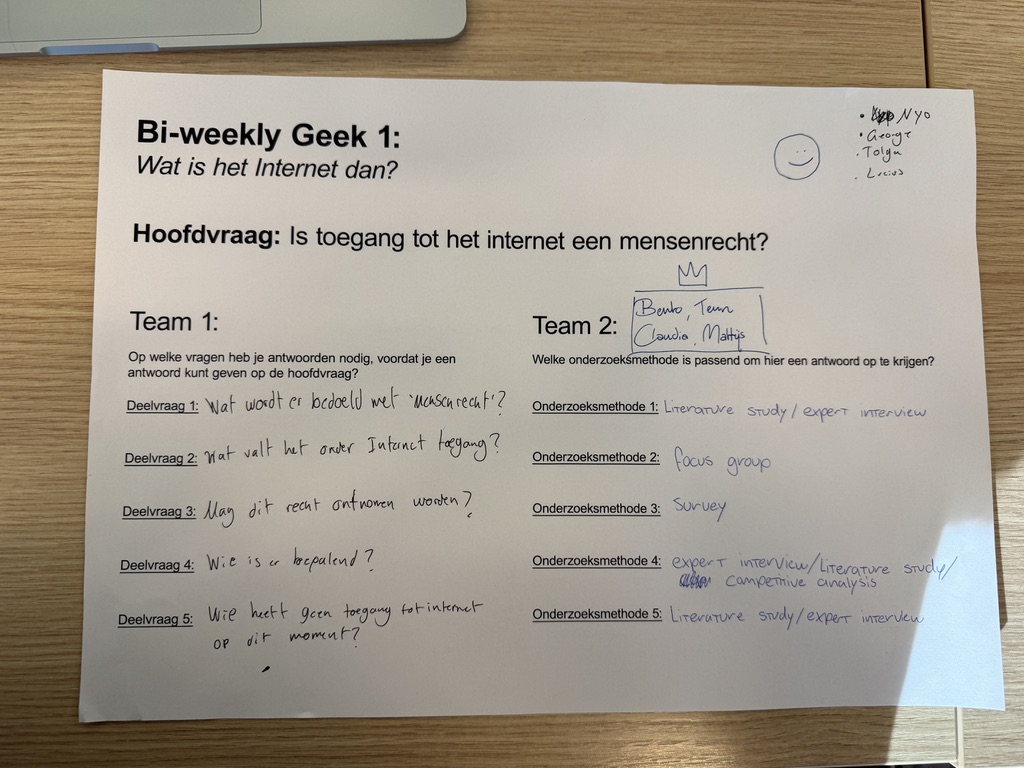 Bi-weekly Geek 1:
Wat is het Internet dan?
• NYO
• George
• Tolga
• Lucius
Hoofdvraag: Is toegang tot het internet een mensenrecht?
Team 1:
Op welke vragen heb je antwoorden nodig, voordat je een
antwoord kunt geven op de hoofdvraag?
Deelvraag 1: Wat wordt er bedoeld met 'mensenrecht'?
Deelvraag 2: Wat valt het onder Internet toegang?
Deelvraag 3: Mag dit recht ontnomen worden?
Deelvraag 4: Wie is er bepalend?
Deelvraag 5: Wie heeft geen toegang tot internet
op dit moment?
Team 2:
Bento, Teun
Claudia, Mattijs
Welke onderzoeksmethode is passend om hier een antwoord op te krijgen?
Onderzoeksmethode 1: Literature study/expert interview
Onderzoeksmethode 2: focus group
Onderzoeksmethode 3: Survey
Onderzoeksmethode 4: expert interview/Literature study/
competitive analysis
Onderzoeksmethode 5: Literature study/expert interview